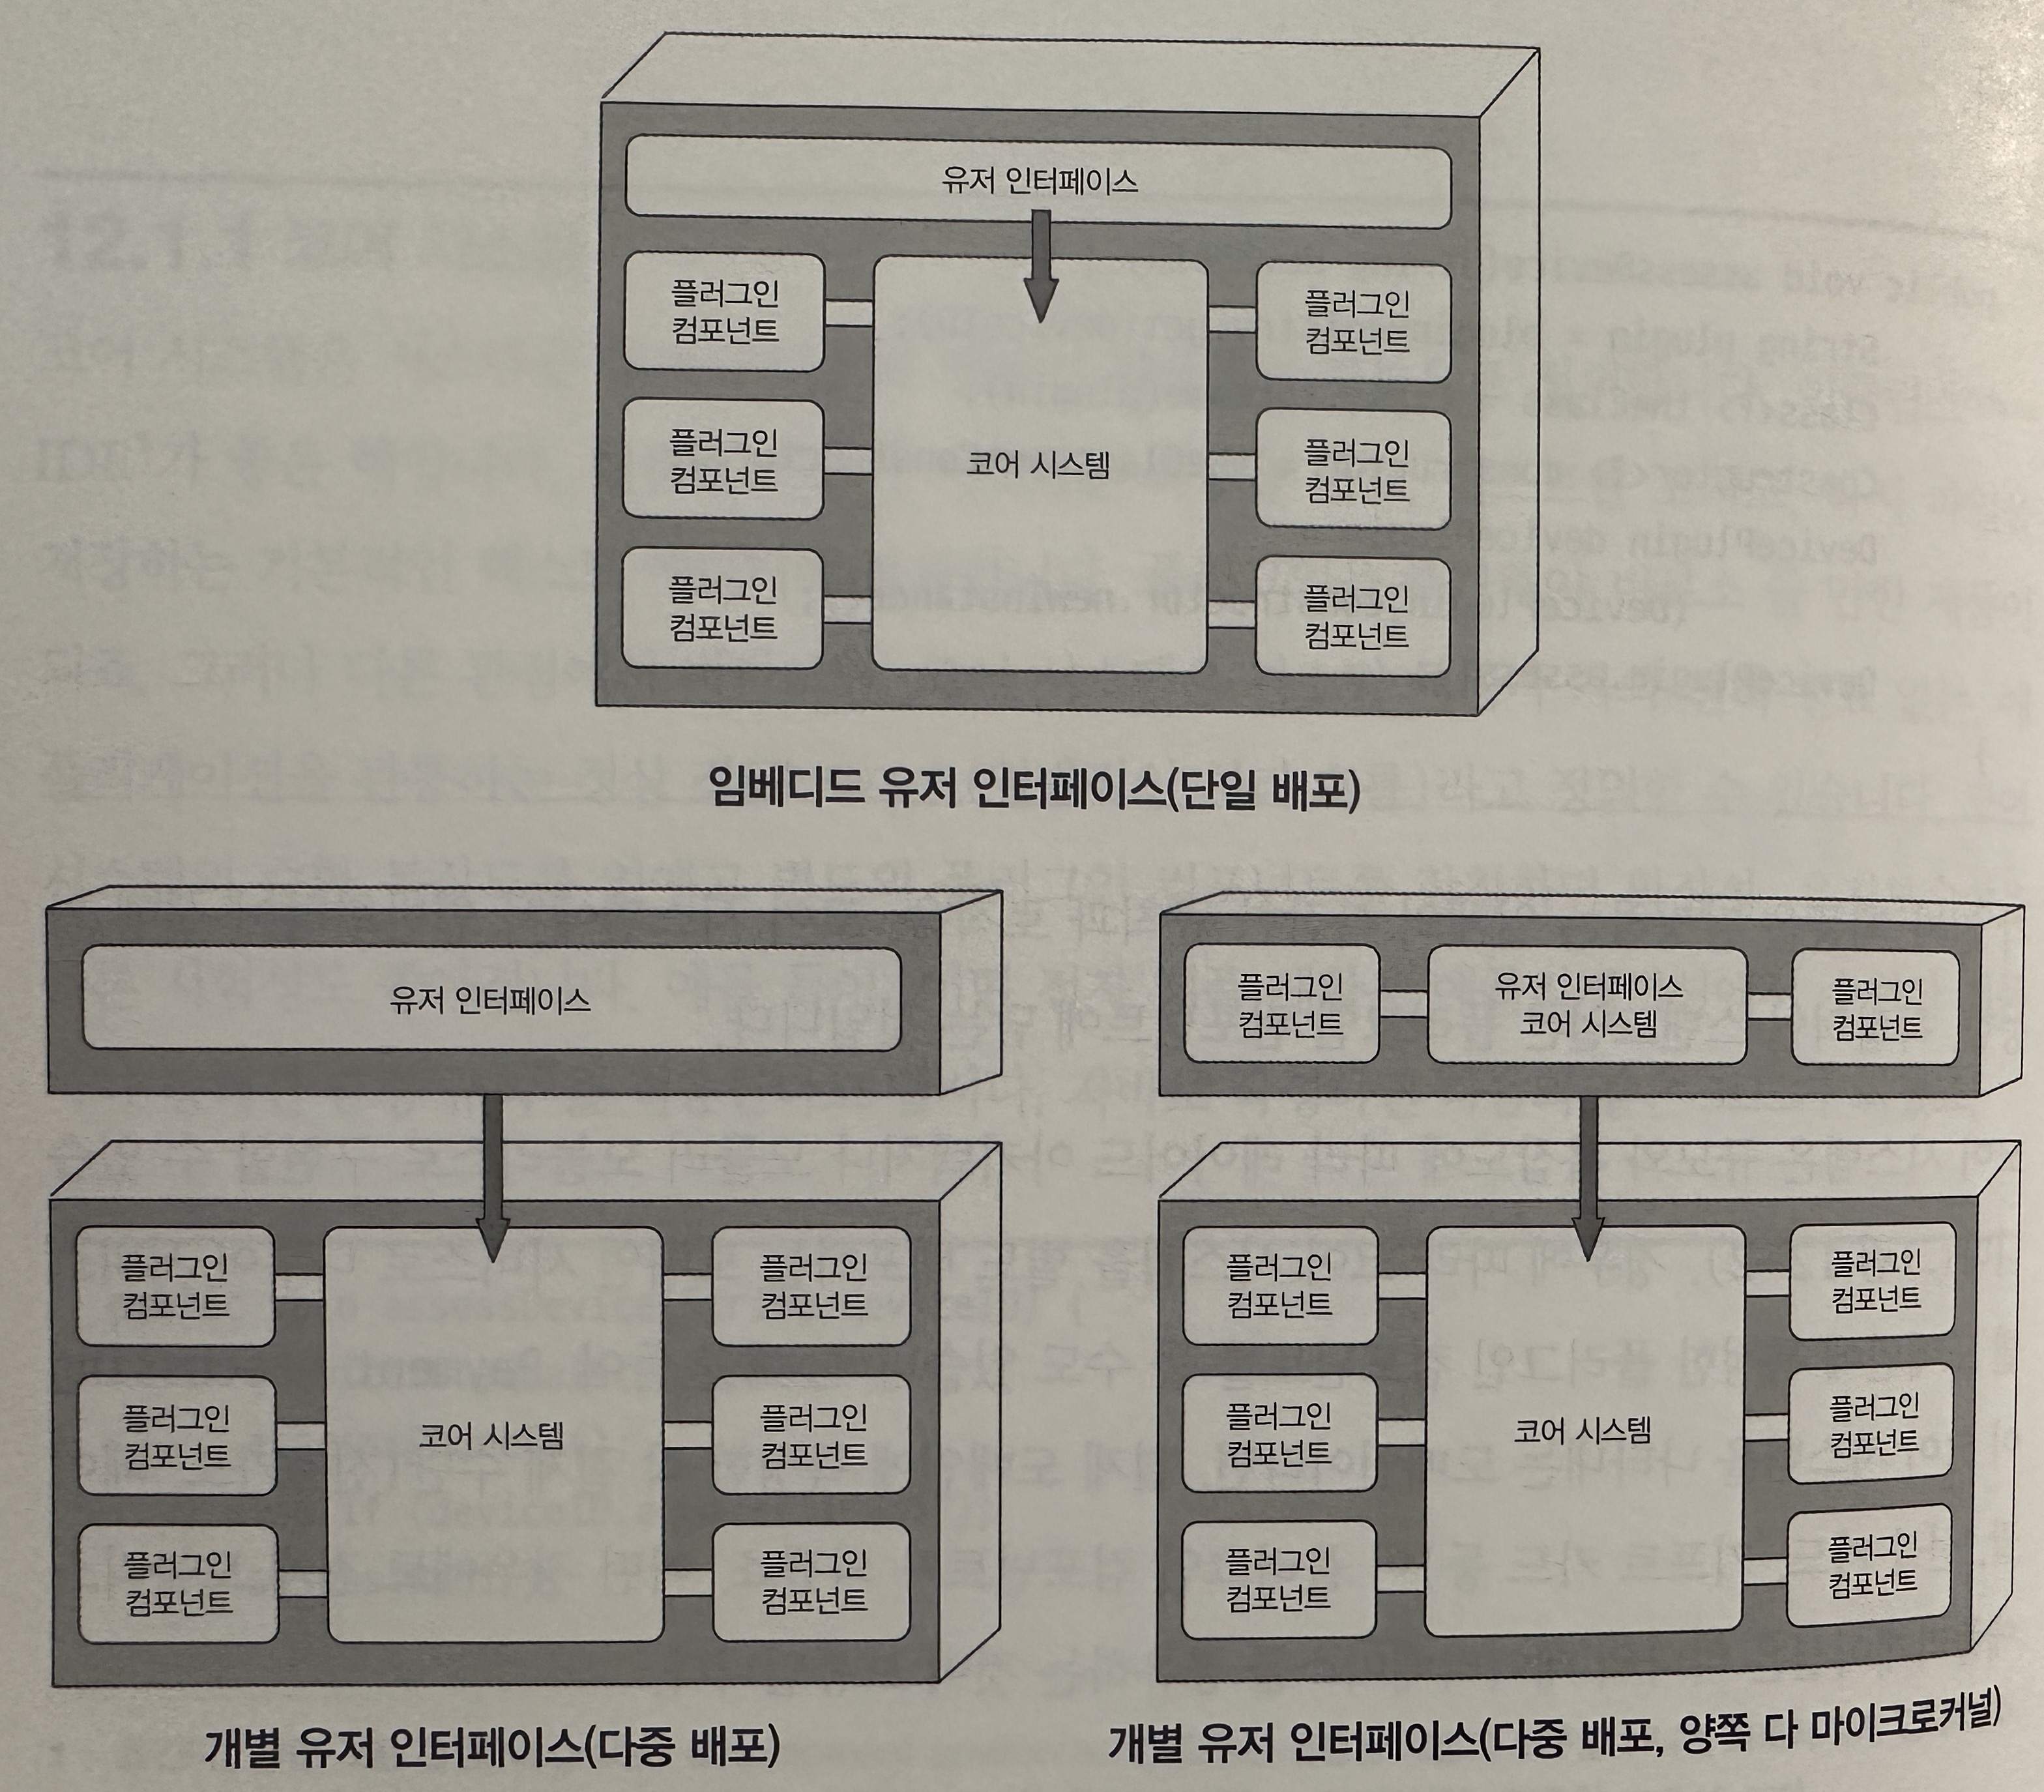 유저 인터페이스
플러그인
컴포넌트
플러그인
컴포넌트
플러그인
컴포넌트
코어 시스템
플러그인
컴포넌트
플러그인
컴포넌트
플러그인
컴포넌트
임베디드 유저 인터페이스(단일 배포)
유저 인터페이스
플러그인
컴포넌트
플러그인
컴포넌트
플러그인
컴포넌트
코어 시스템
플러그인
컴포넌트
플러그인
컴포넌트
플러그인
컴포넌트
개별 유저 인터페이스(다중 배포)
플러그인
컴포넌트
유저 인터페이스
코어 시스템
플러그인
컴포넌트
플러그인
컴포넌트
플러그인
컴포넌트
플러그인
컴포넌트
코어 시스템
플러그인
컴포넌트
플러그인
컴포넌트
플러그인
컴포넌트
개별 유저 인터페이스(다중 배포, 양쪽 다 마이크로커널)